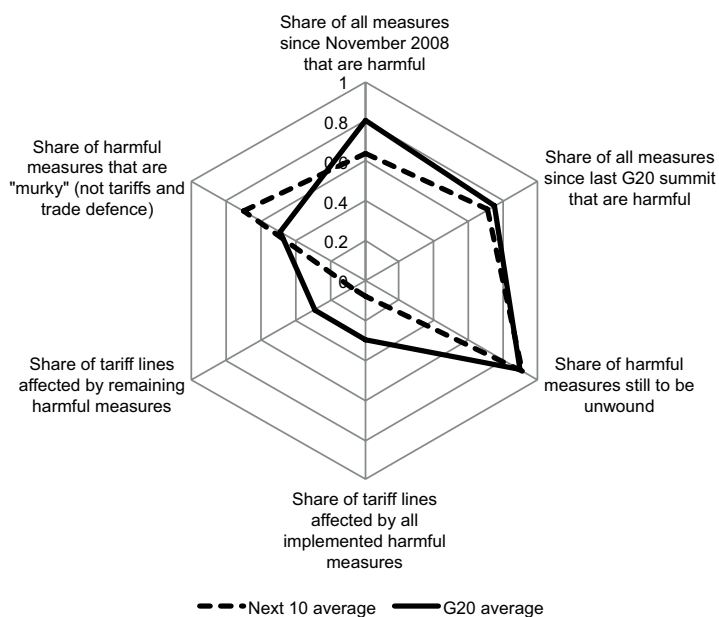 Share of all measures
since November 2008
that are harmful
1
0.8
0.6
0.4
0.2
0
Share of all measures
since last G20 summit
that are harmful
Share of harmful
measures still to be
unwound
Share of tariff lines
affected by all
implemented harmful
measures
Share of tariff lines
affected by remaining
harmful measures
Share of harmful
measures that are
"murky" (not tariffs and
trade defence)
Next 10 average
G20 average